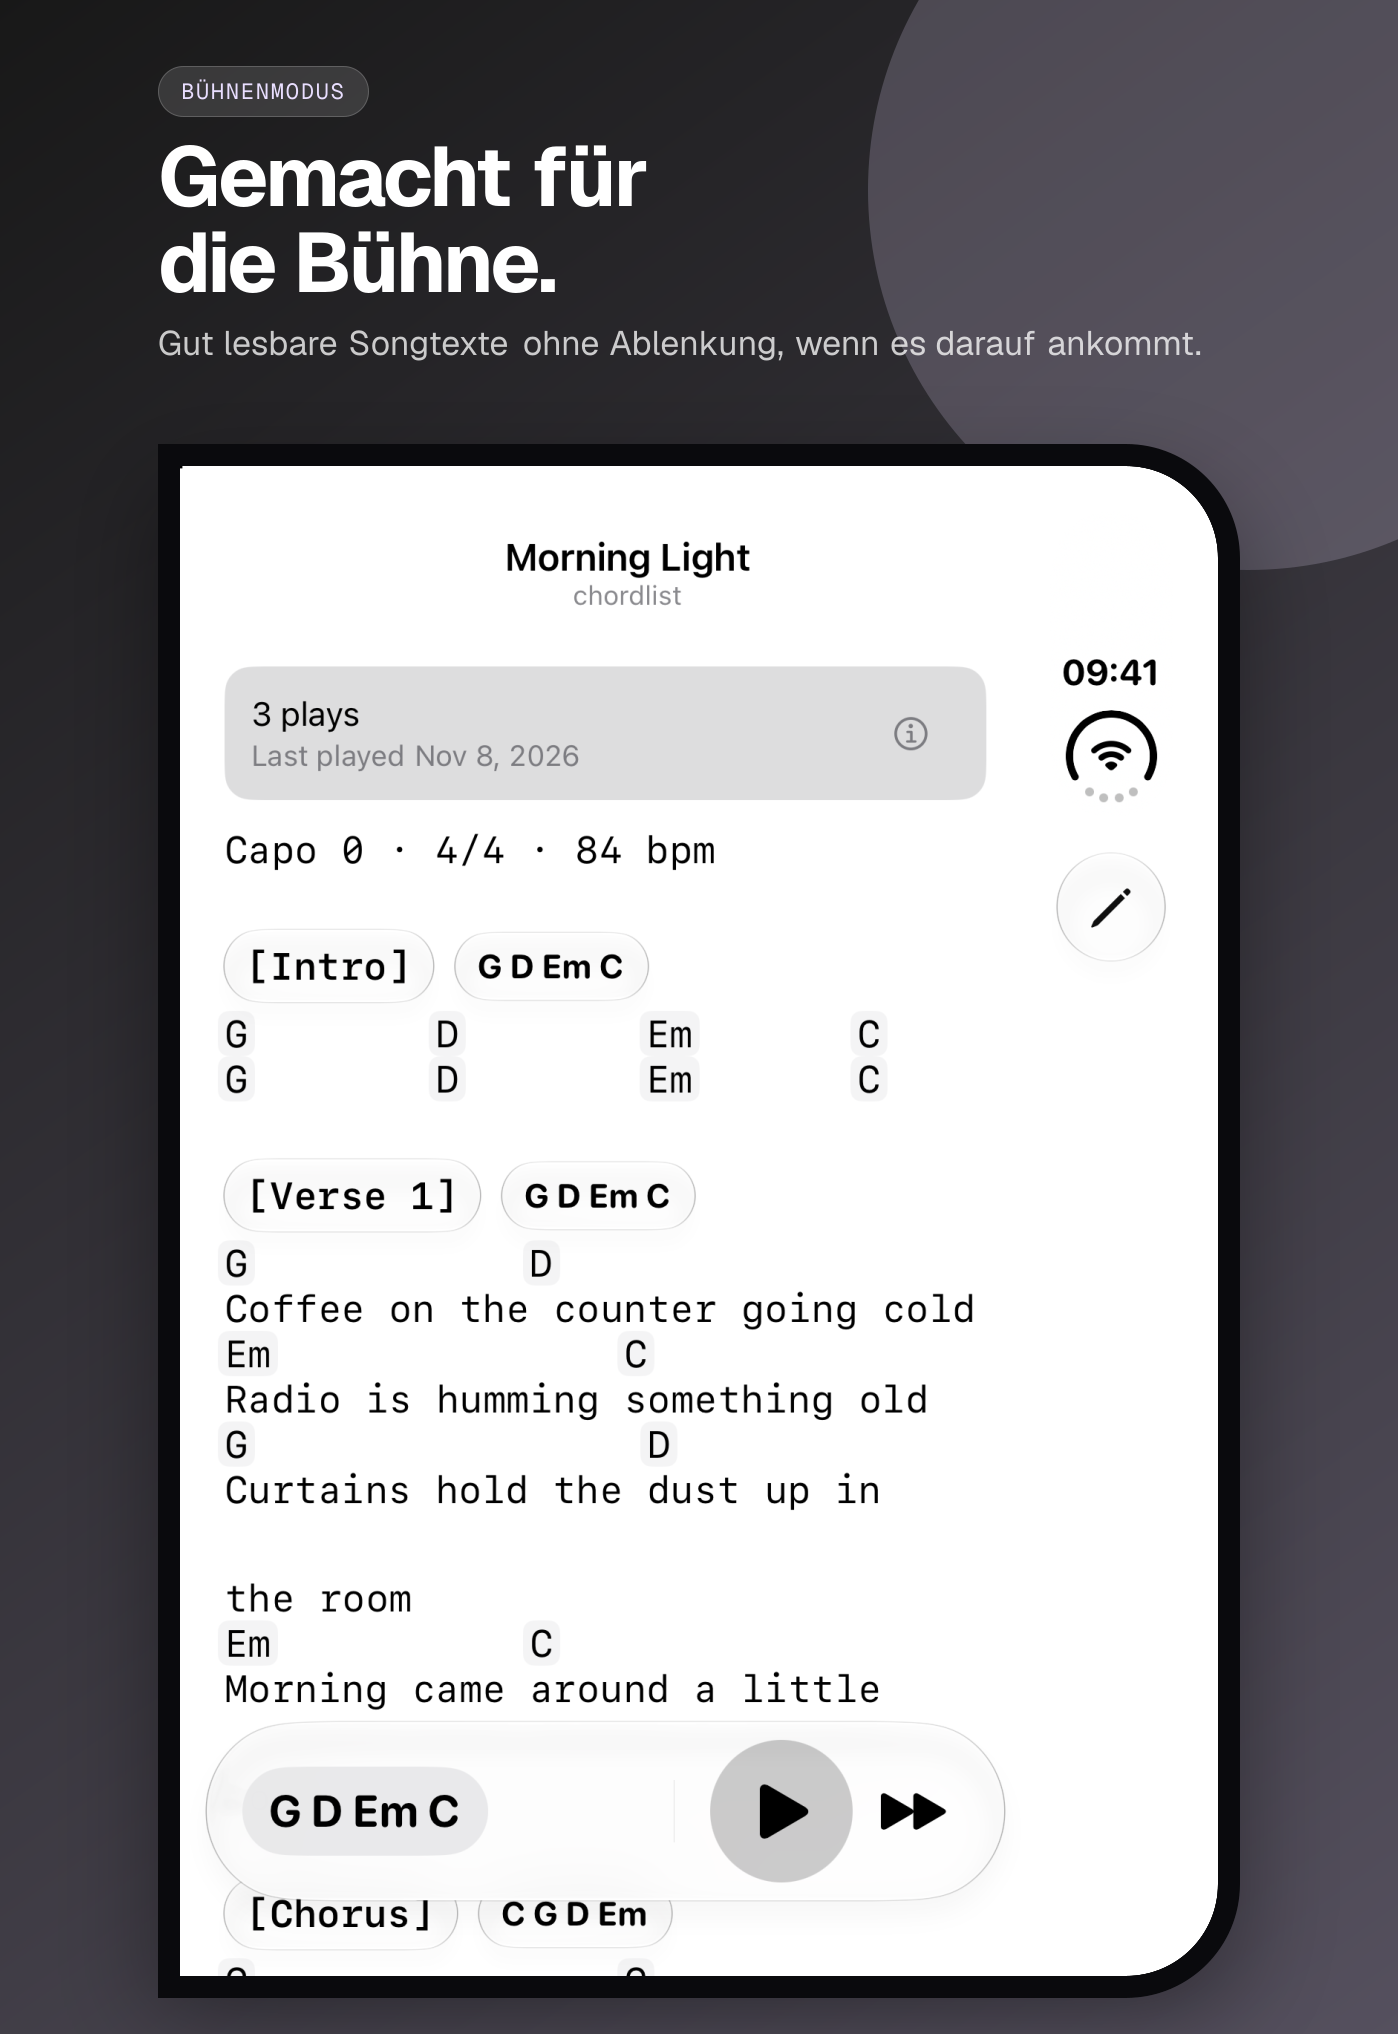 BÜHNENMODUS
Gemacht für
die Bühne.
Gut lesbare Songtexte ohne Ablenkung, wenn es darauf ankommt.
Morning Light
chordlist
09:41
3 plays
Last played Nov 8, 2026
Capo 0 · 4/4 · 84 bpm
[Intro] G D Em C
G D Em C
G D Em C
[Verse 1] G D Em C
G D
Coffee on the counter going cold
Em C
Radio is humming something old
G D
Curtains hold the dust up in
the room
Em C
Morning came around a little
G D Em C
[Chorus] C G D Em